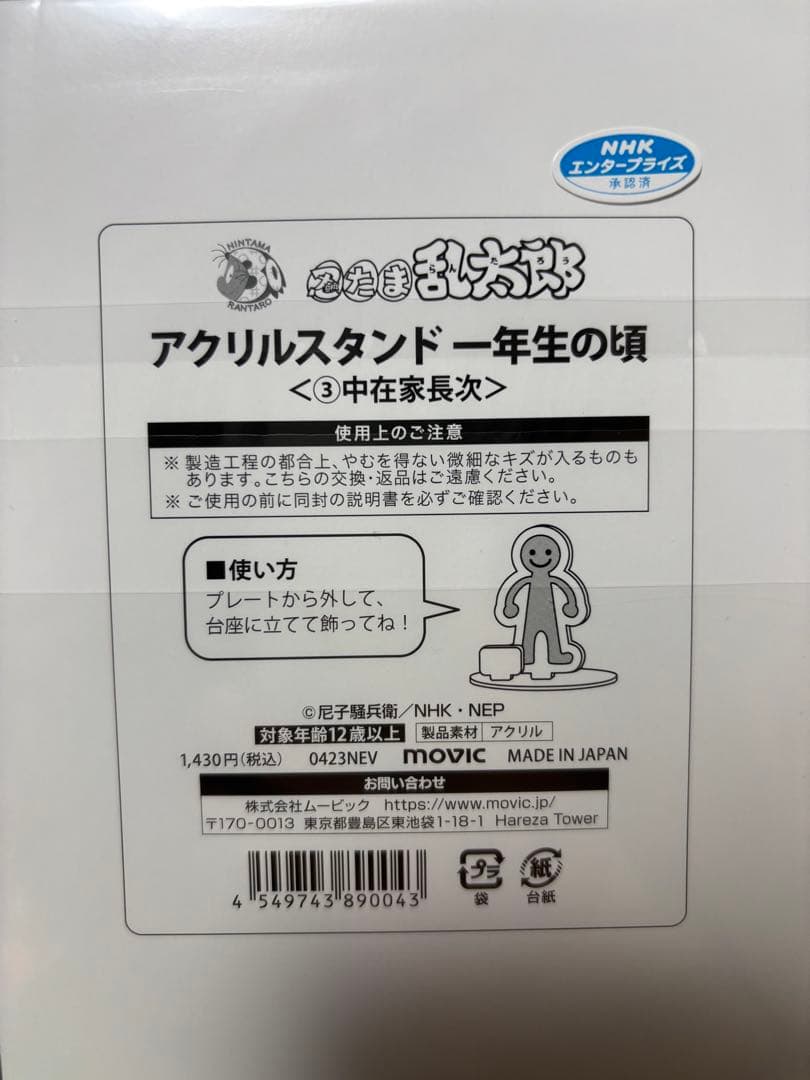 NHK
エンタープライズ
承認済
NINTAMA
RANTARO
忍たま乱太郎
らんたろう
アクリルスタンド 一年生の頃
＜③中在家長次＞
使用上のご注意
※ 製造工程の都合上、やむを得ない微細なキズが入るものも
あります。こちらの交換・返品はご遠慮ください。
※ ご使用の前に同封の説明書を必ずご確認ください。
■使い方
プレートから外して、
台座に立てて飾ってね！
©尼子騒兵衛／NHK・NEP
対象年齢12歳以上 製品素材 アクリル
1,430円（税込） 0423NEV movic MADE IN JAPAN
お問い合わせ
株式会社ムービック https://www.movic.jp/
〒170-0013 東京都豊島区東池袋1-18-1 Hareza Tower
4 549743 890043
プラ 紙
袋 台紙